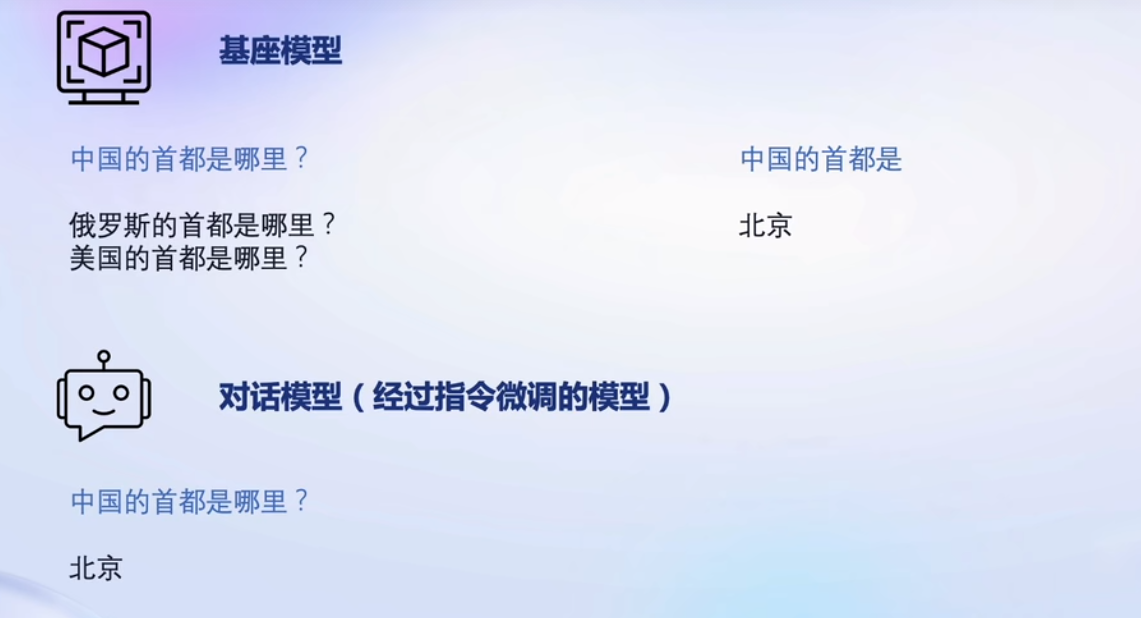 基座模型
中国的首都是哪里？
中国的首都是
俄罗斯的首都是哪里？
美国的首都是哪里？
北京
对话模型（经过指令微调的模型）
中国的首都是哪里？
北京